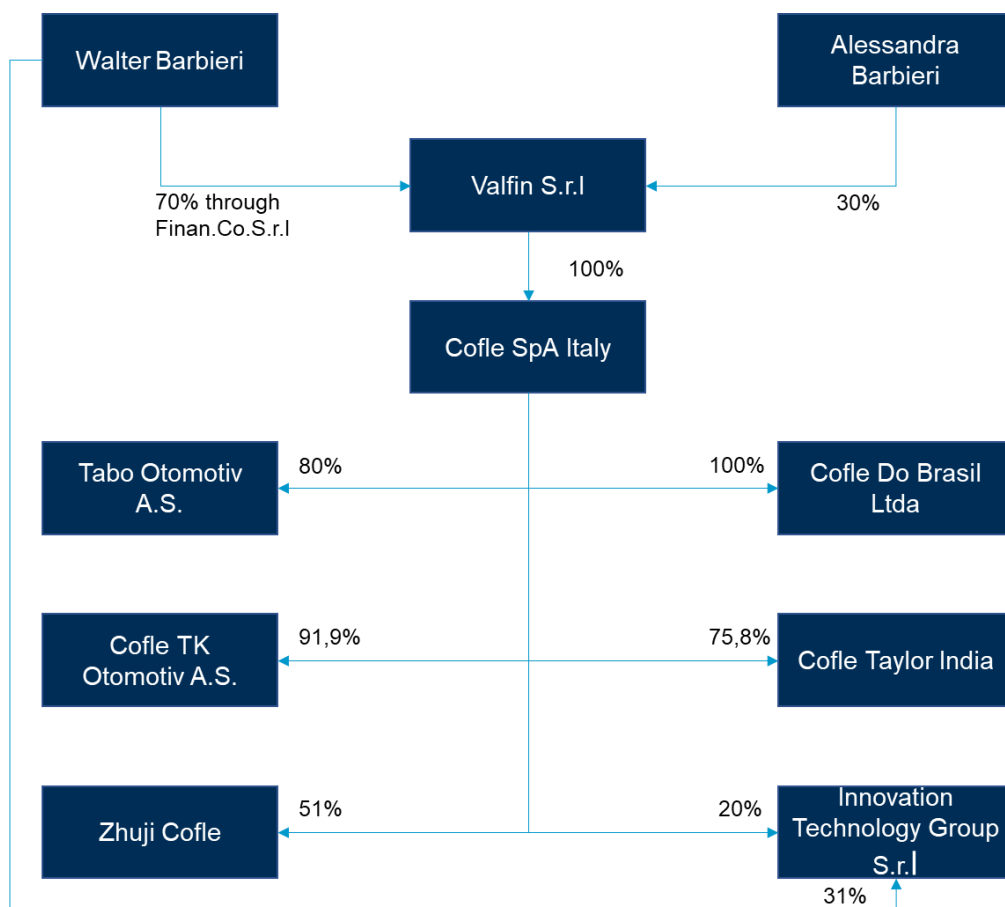 Walter Barbieri
Alessandra
Barbieri
Valfin S.r.l
70% through
Finan.Co.S.r.l
30%
100%
Cofle SpA Italy
Tabo Otomotiv
A.S.
80%
100%
Cofle Do Brasil
Ltda
Cofle TK
Otomotiv A.S.
91,9%
75,8%
Cofle Taylor India
Zhuji Cofle
51%
20%
Innovation
Technology Group
S.r.l
31%